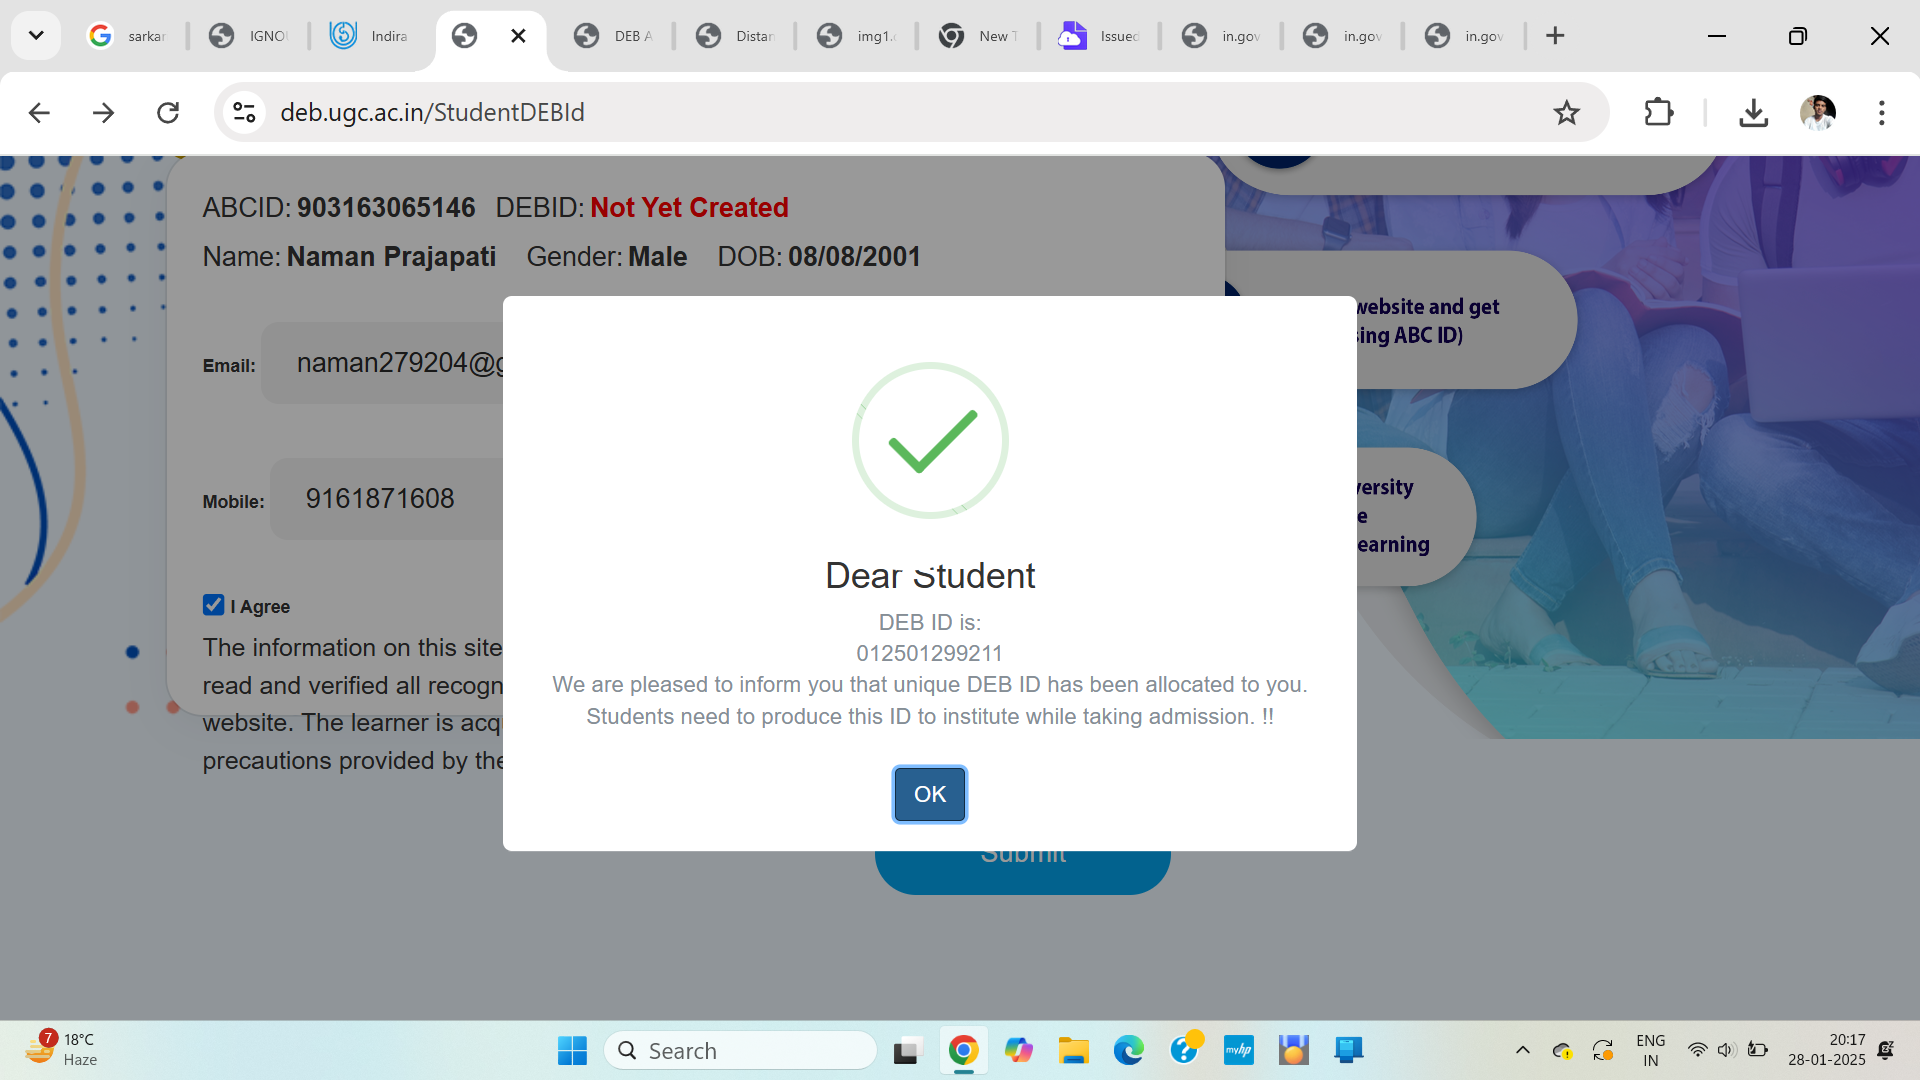 sarkar
IGNO
Indira
DEB A
Distan
img1.
New T
Issued
in.gov
in.gov
in.gov
deb.ugc.ac.in/StudentDEBId
ABCID: 903163065146 DEBID: Not Yet Created
Name: Naman Prajapati Gender: Male DOB: 08/08/2001
website and get
sing ABC ID)
Email: naman279204@g
Mobile: 9161871608
versity
e
earning
Dear Student
DEB ID is:
012501299211
We are pleased to inform you that unique DEB ID has been allocated to you.
Students need to produce this ID to institute while taking admission. !!
OK
I Agree
The information on this site
read and verified all recogn
website. The learner is acq
precautions provided by the
Submit
7
18°C
Haze
Search
myhp
ENG
IN
20:17
28-01-2025